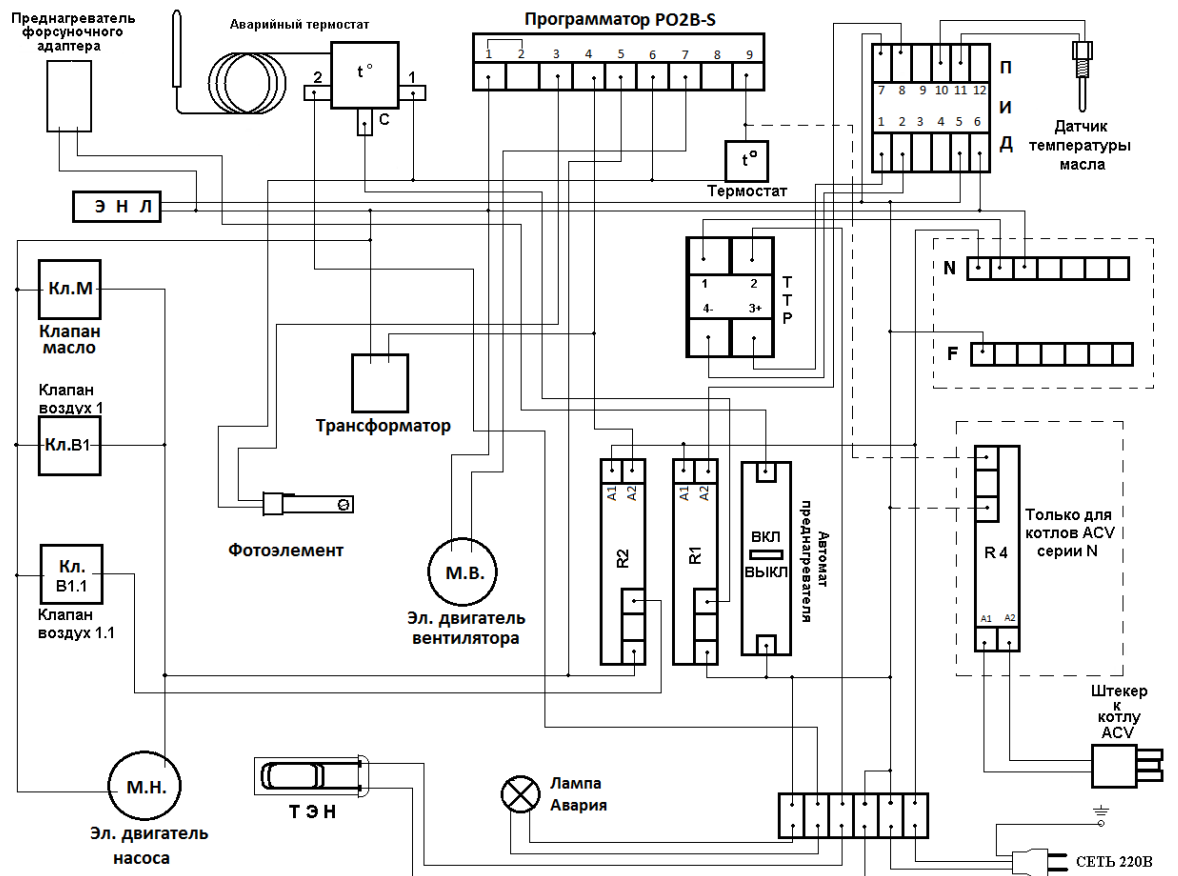 Преднагреватель
форсуночного
адаптера
Аварийный термостат
t°
2
1
C
Программатор РО2В-S
1 2 3 4 5 6 7 8 9
t°
Термостат
7 8 9 10 11 12
1 2 3 4 5 6
П
И
Д
Датчик
температуры
масла
Э Н Л
1 2
4- 3+
Т
Т
Р
N
F
Кл.М
Клапан
масло
Клапан
воздух 1
Кл.В1
Кл.
В1.1
Клапан
воздух 1.1
Трансформатор
Фотоэлемент
М.В.
Эл. двигатель
вентилятора
A1 A2
R2
A1 A2
R1
ВКЛ
ВЫКЛ
Автомат
преднагревателя
R 4
A1 A2
Только для
котлов ACV
серии N
Штекер
к
котлу
ACV
М.Н.
Эл. двигатель
насоса
Т Э Н
Лампа
Авария
СЕТЬ 220В